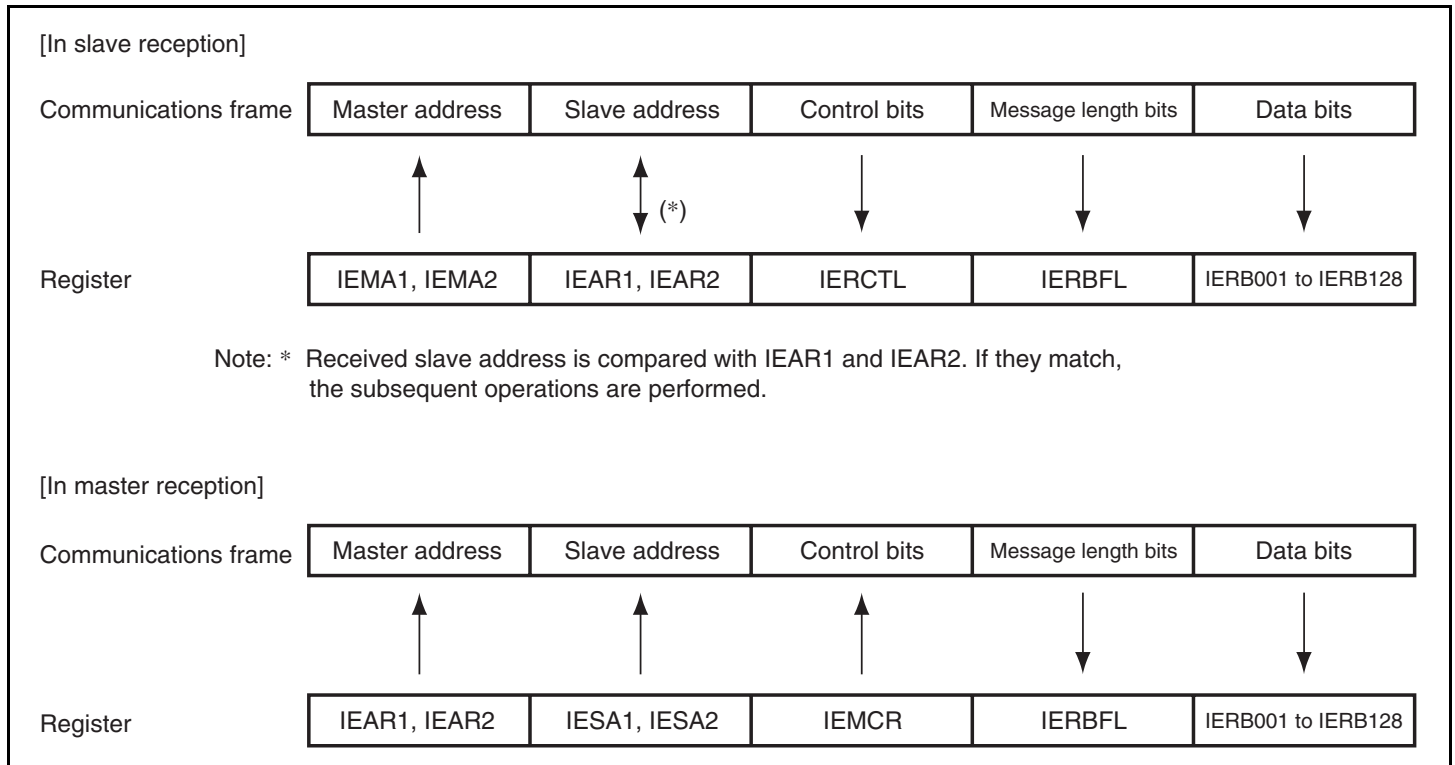 [In slave reception]
Communications frame Master address Slave address Control bits Message length bits Data bits
(*)
Register IEMA1, IEMA2 IEAR1, IEAR2 IERCTL IERBFL IERB001 to IERB128
Note: * Received slave address is compared with IEAR1 and IEAR2. If they match,
the subsequent operations are performed.
[In master reception]
Communications frame Master address Slave address Control bits Message length bits Data bits
Register IEAR1, IEAR2 IESA1, IESA2 IEMCR IERBFL IERB001 to IERB128